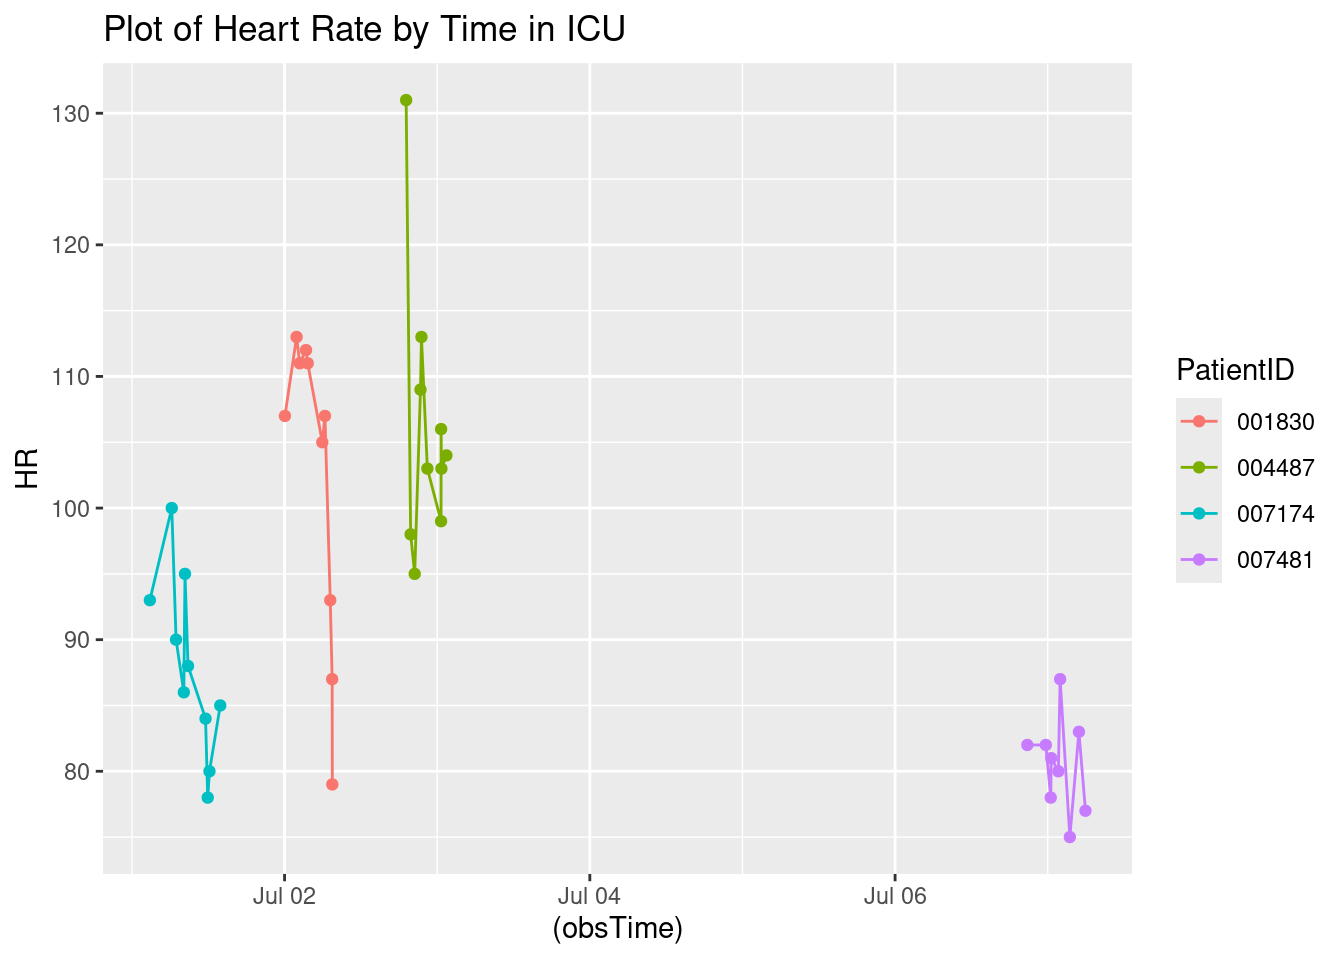 Plot of Heart Rate by Time in ICU
130
120
110
100
90
80
HR
Jul 02
Jul 04
Jul 06
(obsTime)
PatientID
001830
004487
007174
007481